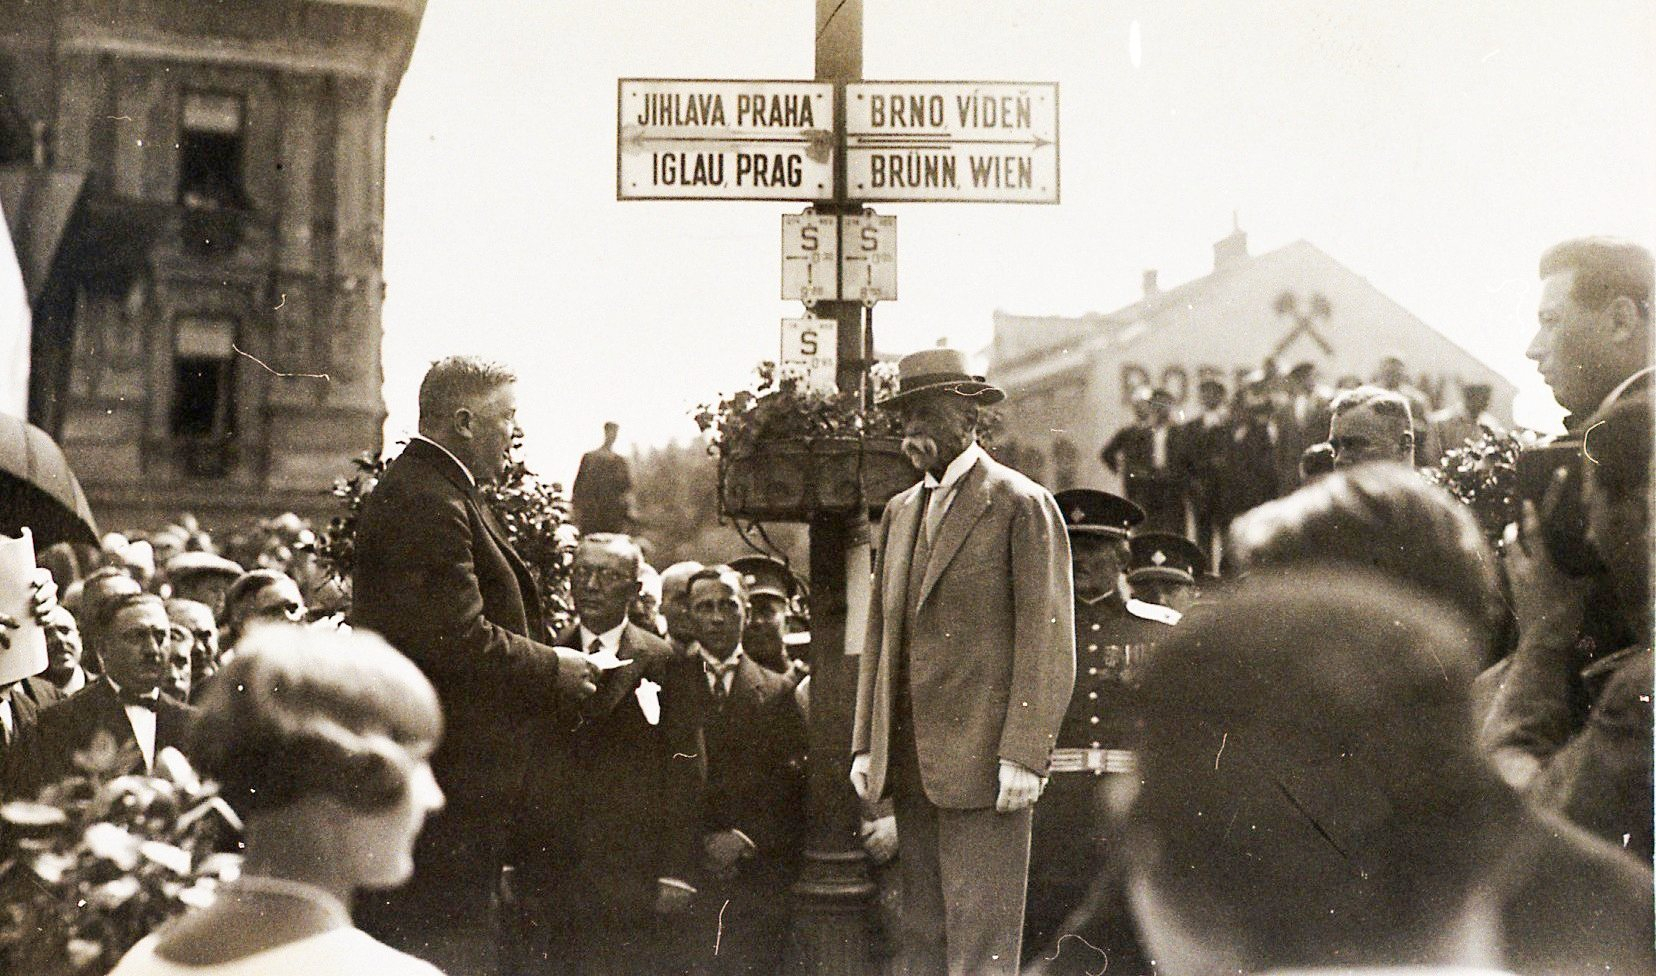 JIHLAVA, PRAHA
IGLAU, PRAG
BRNO, VÍDEŇ
BRÜNN, WIEN
S
S
S